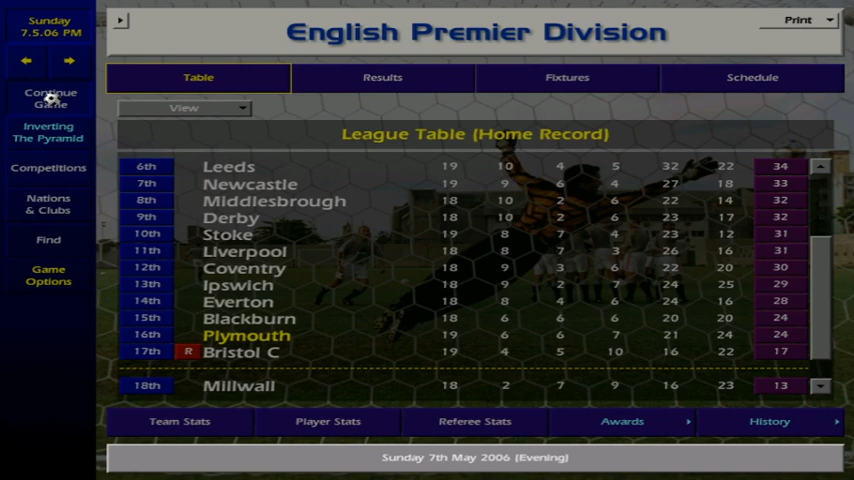 Sunday
7.5.06 PM
English Premier Division
Print
Continue
Game
Inverting
The Pyramid
Competitions
Nations
& Clubs
Find
Game
Options
Table Results Fixtures Schedule
View
League Table (Home Record)
6th Leeds 19 10 4 5 32 22 34
7th Newcastle 19 9 6 4 27 18 33
8th Middlesbrough 18 10 2 6 22 14 32
9th Derby 18 10 2 6 23 17 32
10th Stoke 19 8 7 4 23 12 31
11th Liverpool 18 8 7 3 26 16 31
12th Coventry 18 9 3 6 22 20 30
13th Ipswich 18 9 2 7 24 25 29
14th Everton 18 8 4 6 24 16 28
15th Blackburn 18 6 6 6 20 20 24
16th Plymouth 19 6 6 7 21 24 24
17th R Bristol C 19 4 5 10 16 22 17
18th Millwall 18 2 7 9 16 23 13
Team Stats Player Stats Referee Stats Awards History
Sunday 7th May 2006 (Evening)